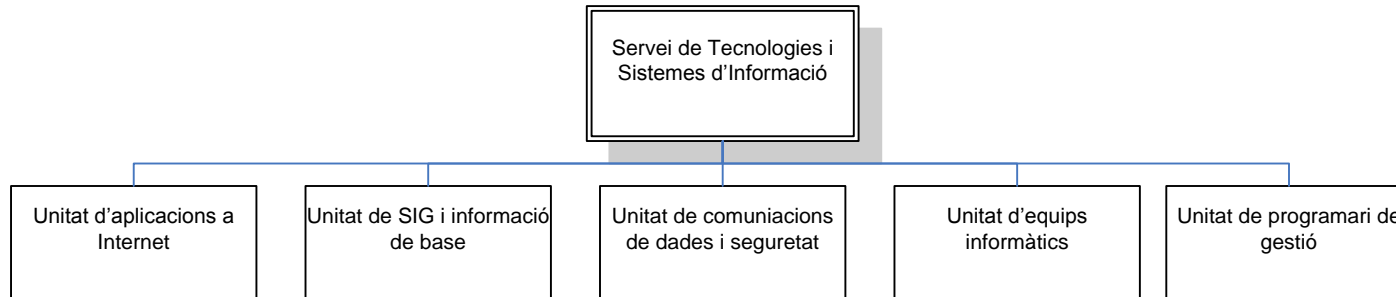 Servei de Tecnologies i
Sistemes d'Informació
Unitat d'aplicacions a
Internet
Unitat de SIG i informació
de base
Unitat de comuniacions
de dades i seguretat
Unitat d'equips
informàtics
Unitat de programari de
gestió